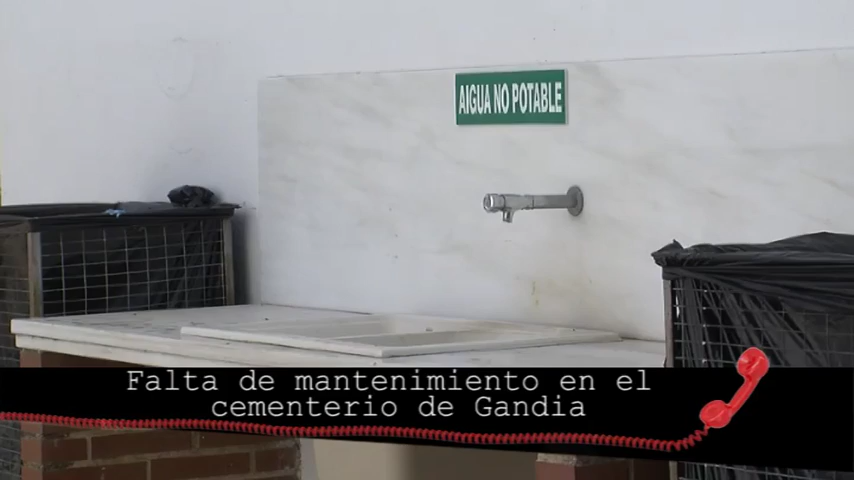 AIGUA NO POTABLE
Falta de mantenimiento en el
cementerio de Gandia